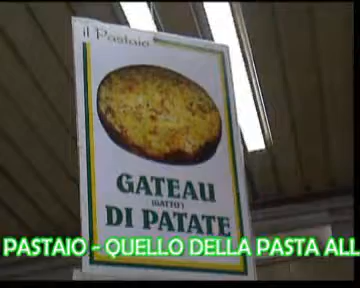 il Pastaio
GATEAU
(GATTO')
DI PATATE
PASTAIO - QUELLO DELLA PASTA ALL